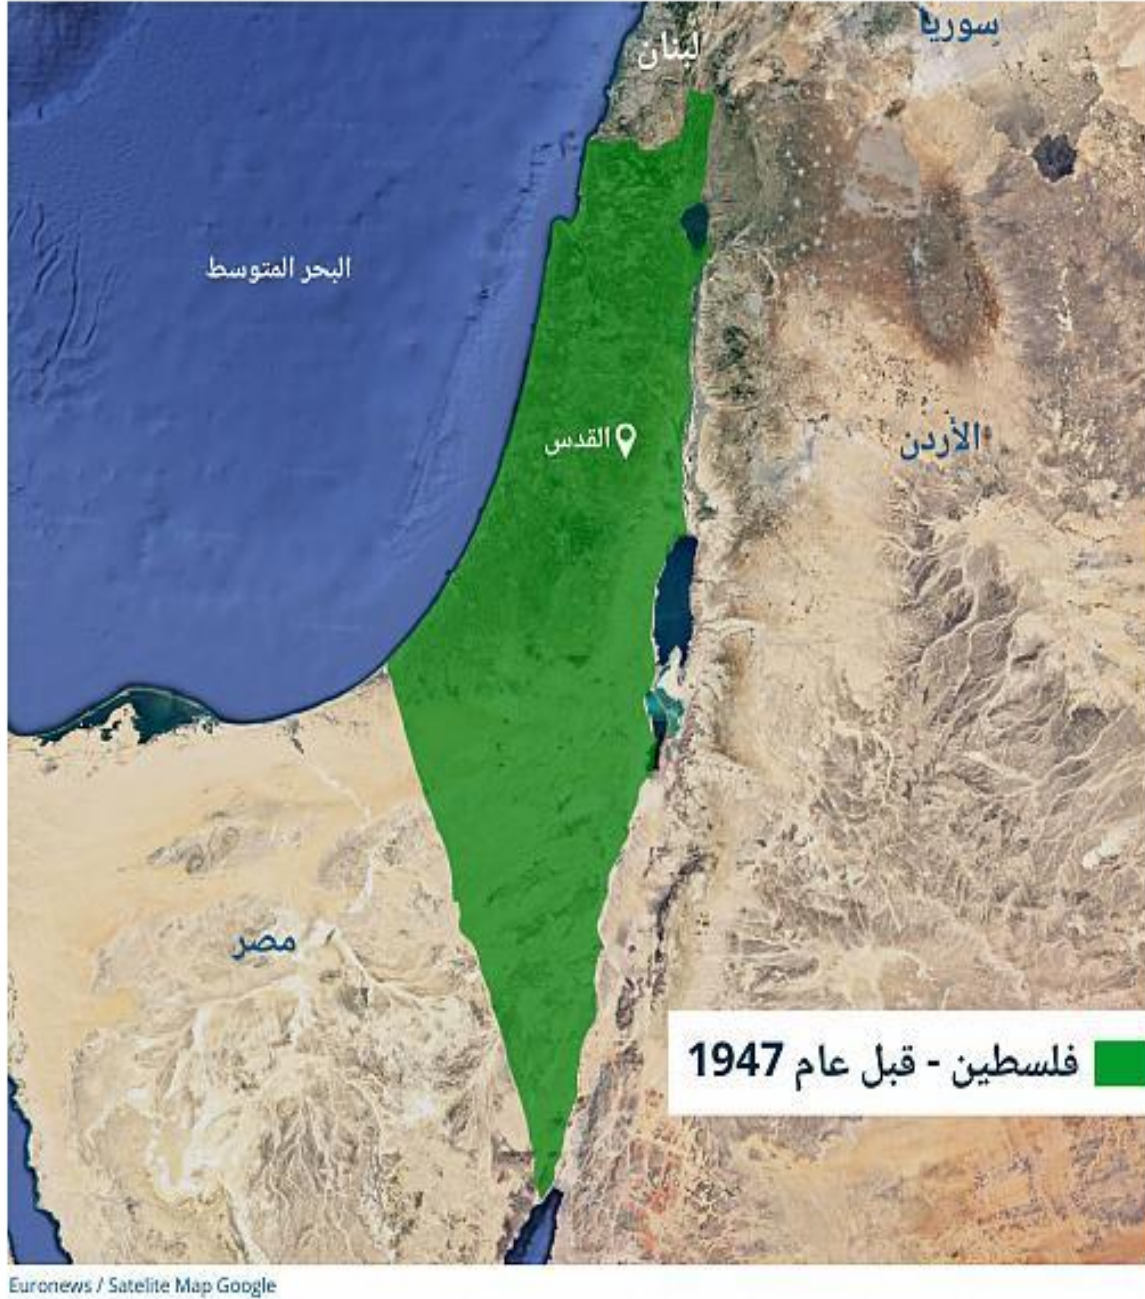 سوريا
لبنان
البحر المتوسط
القدس
الأردن
مصر
فلسطين - قبل عام 1947
Euronews / Satelite Map Google